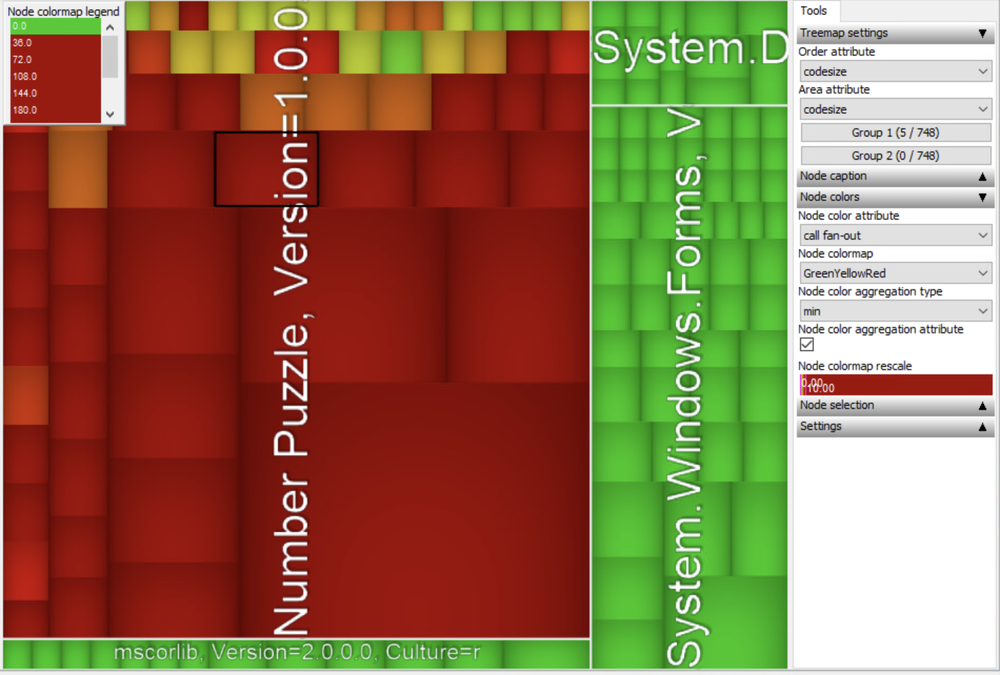 Node colormap legend
0.0
36.0
72.0
108.0
144.0
180.0
Number Puzzle, Version=1.0.0.
mscorlib, Version=2.0.0.0, Culture=r
System.D
System.Windows.Forms, V
Tools
Treemap settings
Order attribute
codesize
Area attribute
codesize
Group 1 (5 / 748)
Group 2 (0 / 748)
Node caption
Node colors
Node color attribute
call fan-out
Node colormap
GreenYellowRed
Node color aggregation type
min
Node color aggregation attribute
Node colormap rescale
0.00
10.00
Node selection
Settings